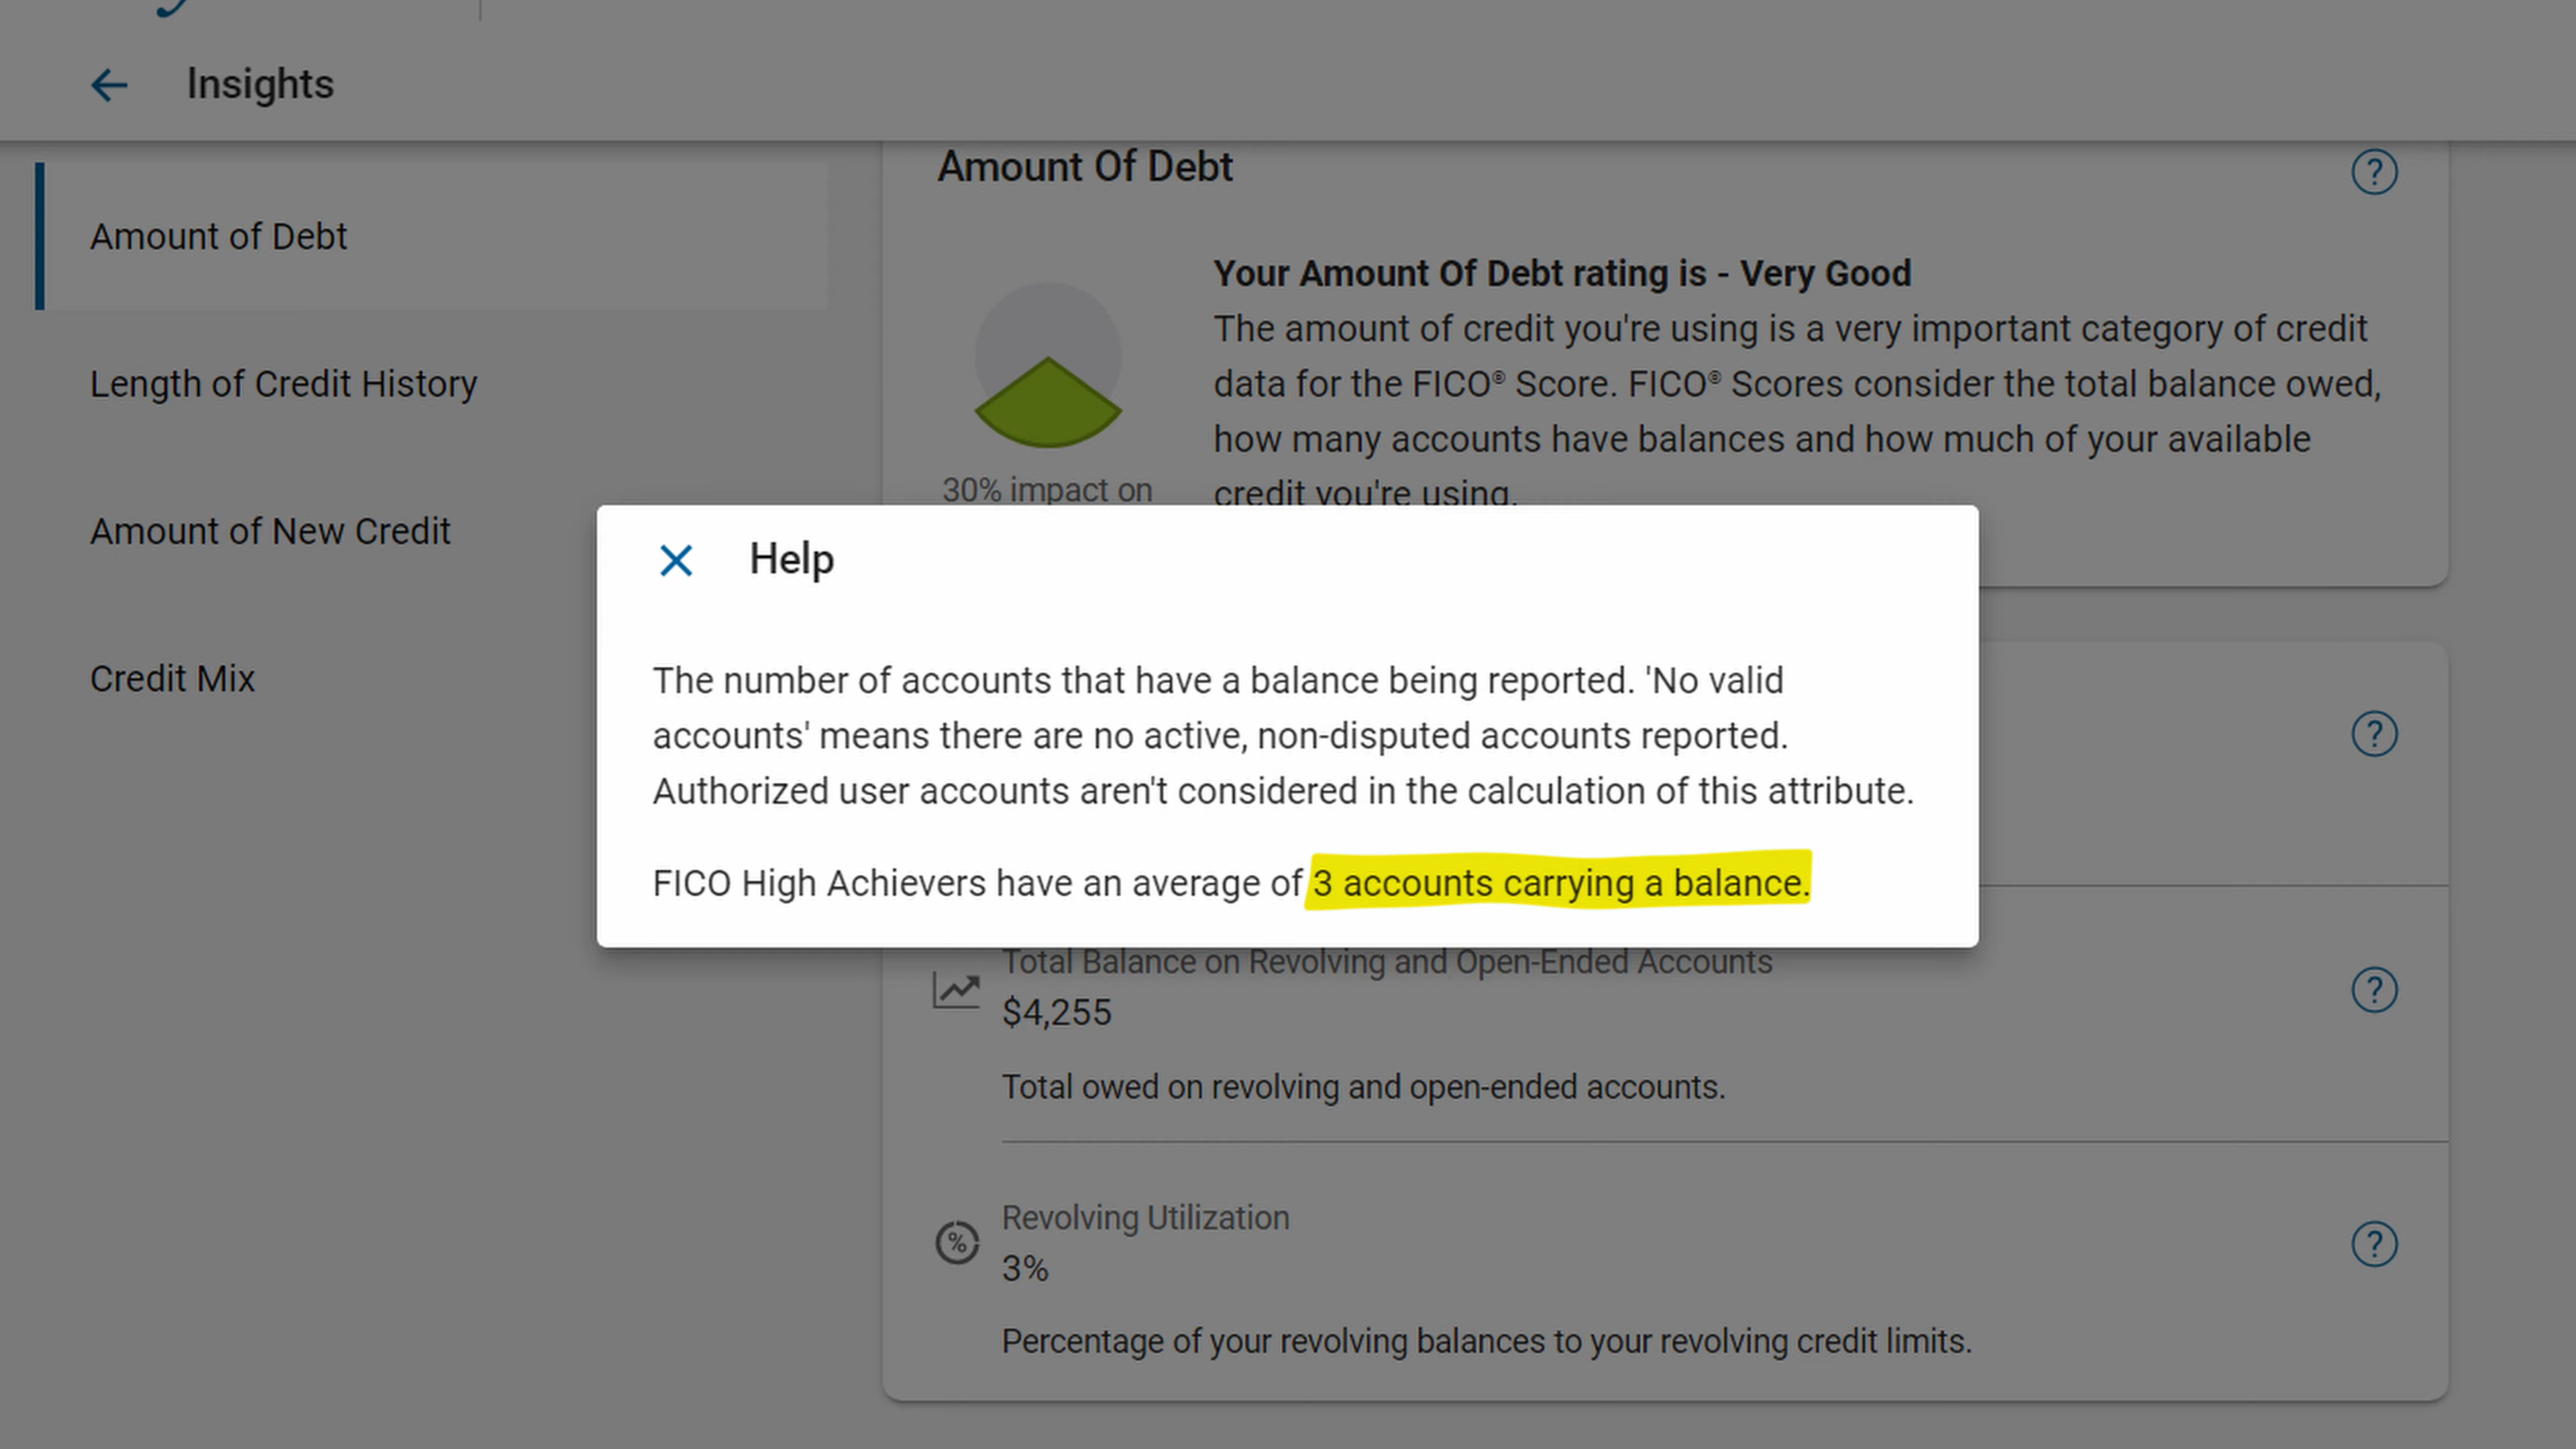 Insights
Amount of Debt
Length of Credit History
Amount of New Credit
Credit Mix
Amount Of Debt
Your Amount Of Debt rating is - Very Good
The amount of credit you're using is a very important category of credit
data for the FICO® Score. FICO® Scores consider the total balance owed,
how many accounts have balances and how much of your available
credit you're using.
30% impact on
Help
The number of accounts that have a balance being reported. 'No valid
accounts' means there are no active, non-disputed accounts reported.
Authorized user accounts aren't considered in the calculation of this attribute.
FICO High Achievers have an average of 3 accounts carrying a balance.
Total Balance on Revolving and Open-Ended Accounts
$4,255
Total owed on revolving and open-ended accounts.
Revolving Utilization
3%
Percentage of your revolving balances to your revolving credit limits.